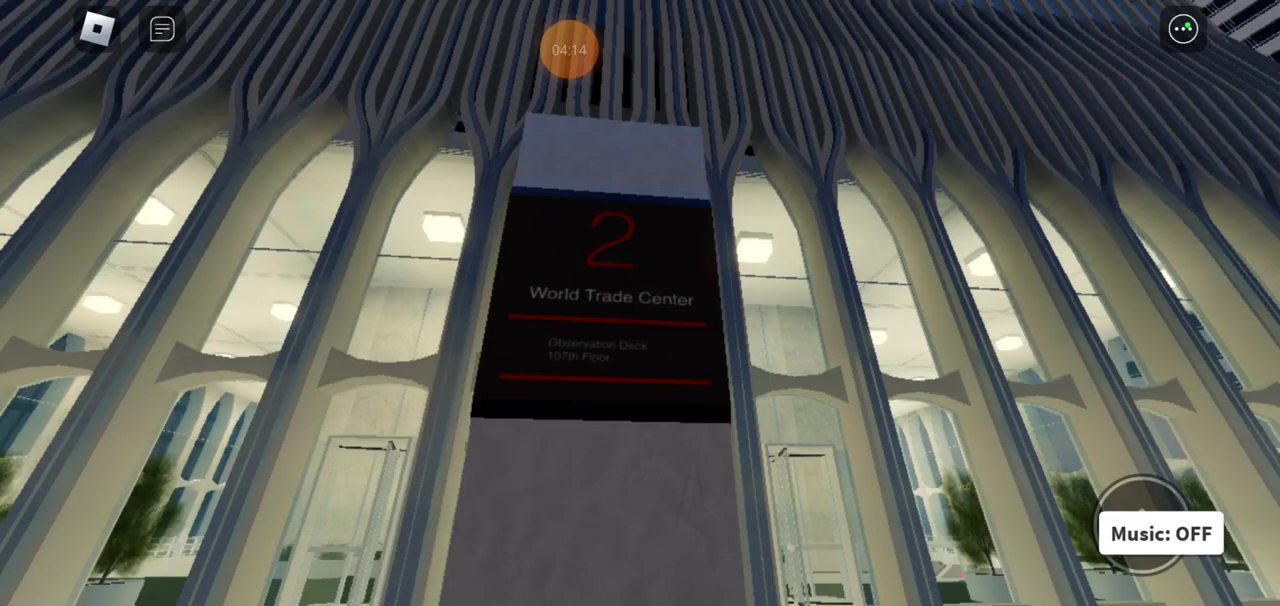 04:14
2
World Trade Center
Observation Deck
107th Floor
Music: OFF